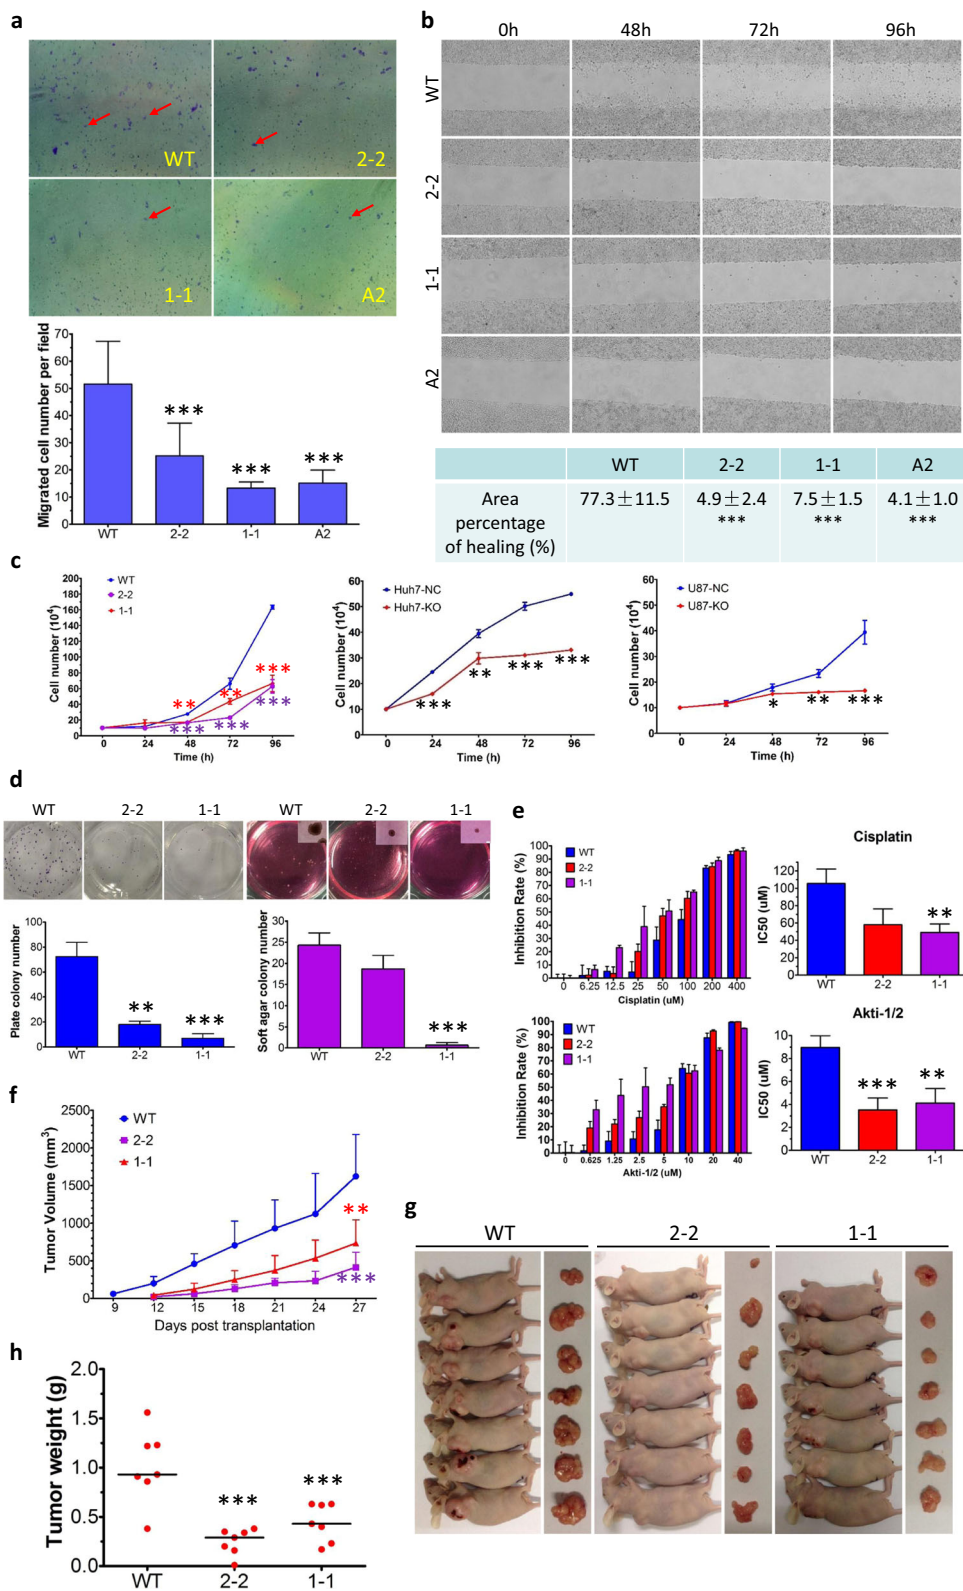 a
WT
2-2
1-1
A2
Migrated cell number per field
70
60
50
40
30
20
10
0
***
***
***
WT 2-2 1-1 A2
b
0h 48h 72h 96h
WT
2-2
1-1
A2
WT 2-2 1-1 A2
Area percentage of healing (%)
77.3±11.5 4.9±2.4 7.5±1.5 4.1±1.0
*** *** ***
c
Cell number (10⁴)
200
180
160
140
120
100
80
60
40
20
0
WT
2-2
1-1
** ** ***
*** *** ***
0 24 48 72 96
Time (h)
Cell number (10⁴)
60
50
40
30
20
10
0
Huh7-NC
Huh7-KO
*** ** *** ***
0 24 48 72 96
Time (h)
Cell number (10⁴)
60
50
40
30
20
10
0
U87-NC
U87-KO
* ** ***
0 24 48 72 96
Time (h)
d
WT 2-2 1-1 WT 2-2 1-1
Plate colony number
100
80
60
40
20
0
** ***
WT 2-2 1-1
Soft agar colony number
30
20
10
0
***
WT 2-2 1-1
e
Inhibition Rate (%)
100
90
80
70
60
50
40
30
20
10
0
WT
2-2
1-1
0 6.25 12.5 25 50 100 200 400
Cisplatin (uM)
Cisplatin
IC50 (uM)
120
100
80
60
40
20
0
**
WT 2-2 1-1
Inhibition Rate (%)
100
90
80
70
60
50
40
30
20
10
0
WT
2-2
1-1
0 0.625 1.25 2.5 5 10 20 40
Akti-1/2 (uM)
Akti-1/2
IC50 (uM)
10
8
6
4
2
0
*** **
WT 2-2 1-1
f
Tumor Volume (mm³)
2500
2000
1500
1000
500
0
WT
2-2
1-1
**
***
9 12 15 18 21 24 27
Days post transplantation
g
WT 2-2 1-1
h
Tumor weight (g)
2.0
1.5
1.0
0.5
0.0
*** ***
WT 2-2 1-1